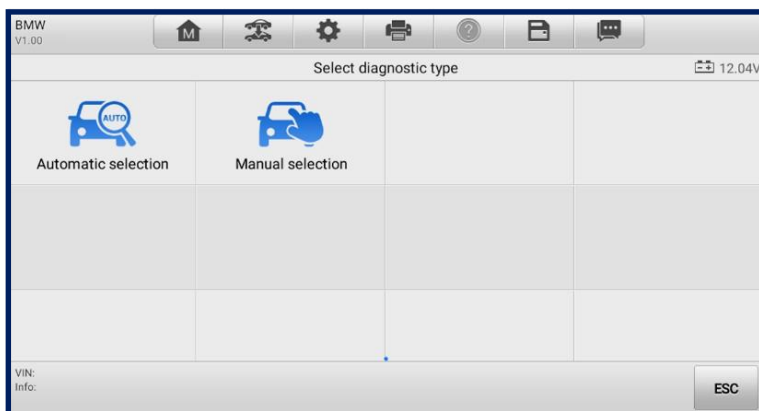 BMW
V1.00
M
?
Select diagnostic type
12.04V
AUTO
Automatic selection
Manual selection
VIN:
Info:
ESC